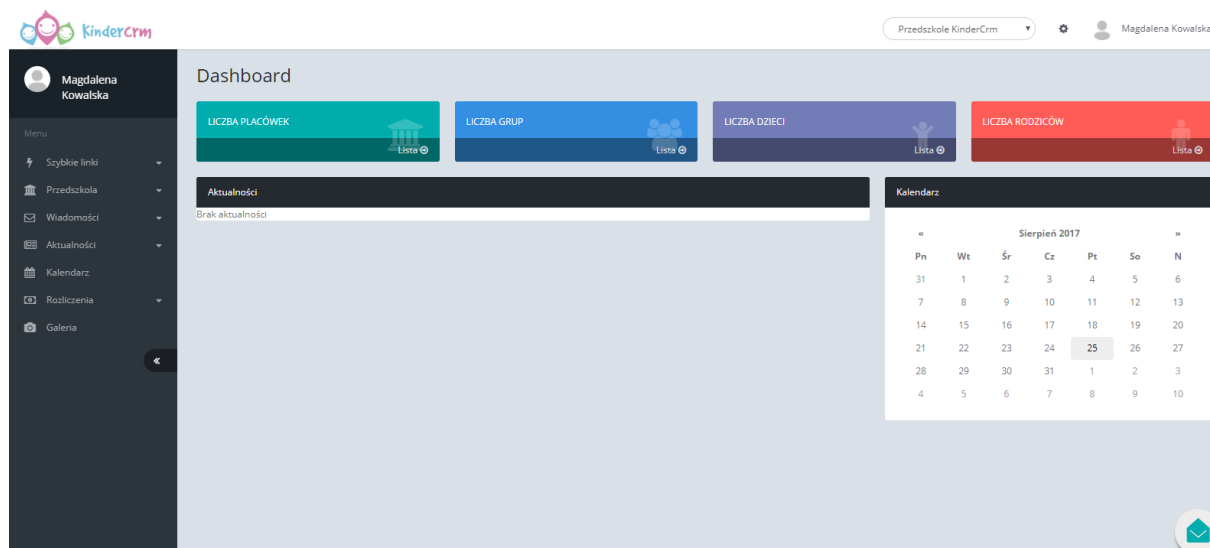 KinderCrm
Przedszkole KinderCrm
Magdalena Kowalska
Magdalena
Kowalska
Menu
Szybkie linki
Przedszkola
Wiadomości
Aktualności
Kalendarz
Rozliczenia
Galeria
Dashboard
LICZBA PLACÓWEK
Lista
LICZBA GRUP
Lista
LICZBA DZIECI
Lista
LICZBA RODZICÓW
Lista
Aktualności
Brak aktualności
Kalendarz
« Sierpień 2017 »
Pn Wt Śr Cz Pt So N
31 1 2 3 4 5 6
7 8 9 10 11 12 13
14 15 16 17 18 19 20
21 22 23 24 25 26 27
28 29 30 31 1 2 3
4 5 6 7 8 9 10